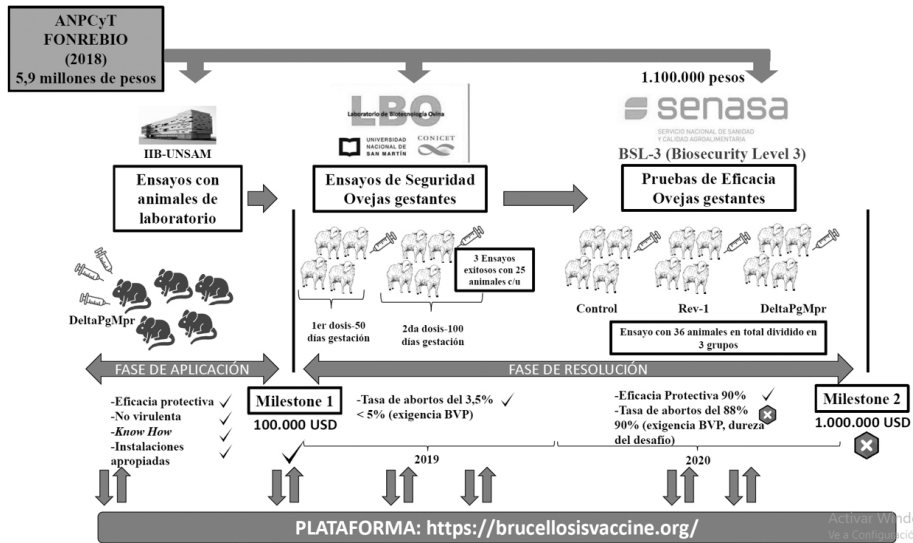 ANPCyT
FONREBIO
(2018)
5,9 millones de pesos
1.100.000 pesos
IIB-UNSAM
LBO
Laboratorio de Biotecnología Ovina
UNIVERSIDAD
NACIONAL DE
SAN MARTÍN
CONICET
senasa
SERVICIO NACIONAL DE SANIDAD
Y CALIDAD AGROALIMENTARIA
BSL-3 (Biosecurity Level 3)
Ensayos con
animales de
laboratorio
Ensayos de Seguridad
Ovejas gestantes
Pruebas de Eficacia
Ovejas gestantes
DeltaPgMpr
3 Ensayos
exitosos con 25
animales c/u
1er dosis-50
días gestación
2da dosis-100
días gestación
Control
Rev-1
DeltaPgMpr
Ensayo con 36 animales en total dividido en
3 grupos
FASE DE APLICACIÓN
FASE DE RESOLUCIÓN
-Eficacia protectiva
-No virulenta
-Know How
-Instalaciones
apropiadas
Milestone 1
100.000 USD
-Tasa de abortos del 3,5%
< 5% (exigencia BVP)
-Eficacia Protectiva 90%
-Tasa de abortos del 88%
90% (exigencia BVP, dureza
del desafío)
Milestone 2
1.000.000 USD
2019
2020
PLATAFORMA: https://brucellosisvaccine.org/
Activar Wind
Ve a Configuració